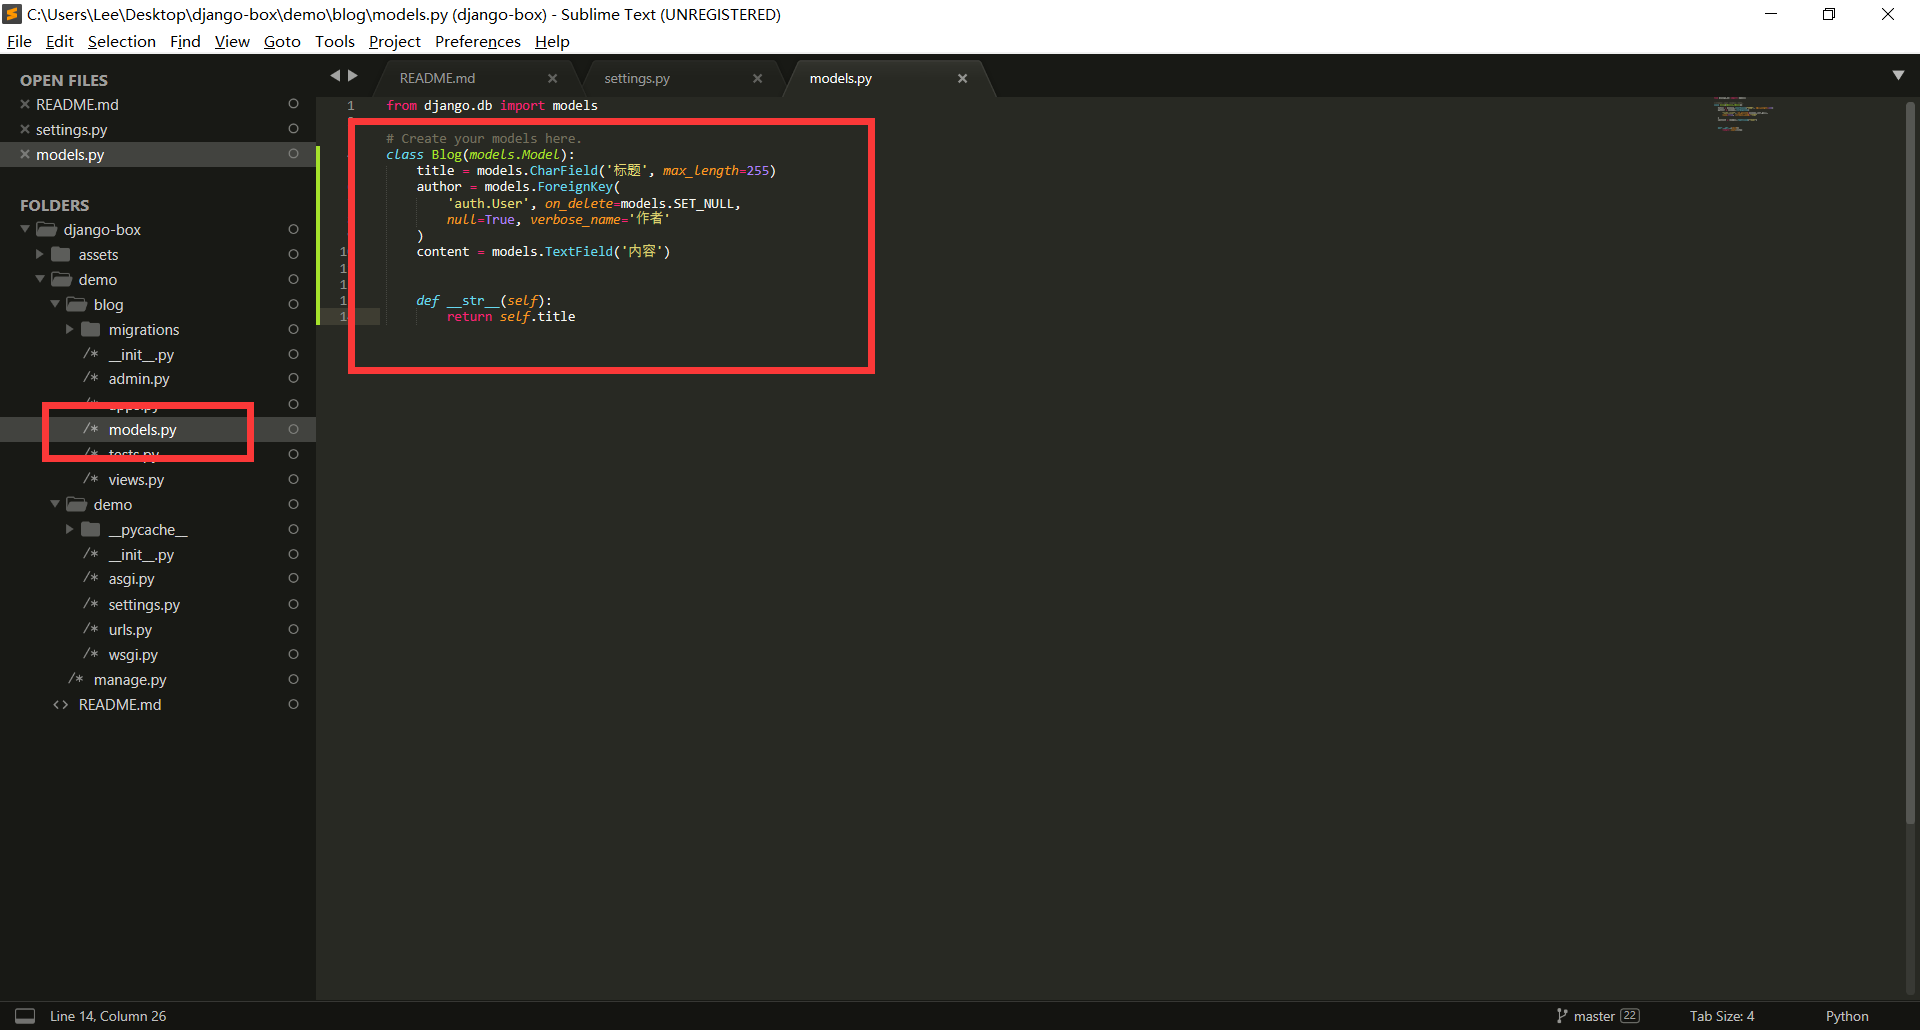 C:\Users\Lee\Desktop\django-box\demo\blog\models.py (django-box) - Sublime Text (UNREGISTERED)
File Edit Selection Find View Goto Tools Project Preferences Help
OPEN FILES
README.md
settings.py
models.py
FOLDERS
django-box
assets
demo
blog
migrations
/* __init__.py
/* admin.py
/* models.py
/* tests.py
/* views.py
demo
__pycache__
/* __init__.py
/* asgi.py
/* settings.py
/* urls.py
/* wsgi.py
/* manage.py
<> README.md
README.md settings.py models.py
1 from django.db import models
# Create your models here.
class Blog(models.Model):
    title = models.CharField('标题', max_length=255)
    author = models.ForeignKey(
        'auth.User', on_delete=models.SET_NULL,
        null=True, verbose_name='作者'
    )
    content = models.TextField('内容')
    def __str__(self):
        return self.title
Line 14, Column 26 master 22 Tab Size: 4 Python